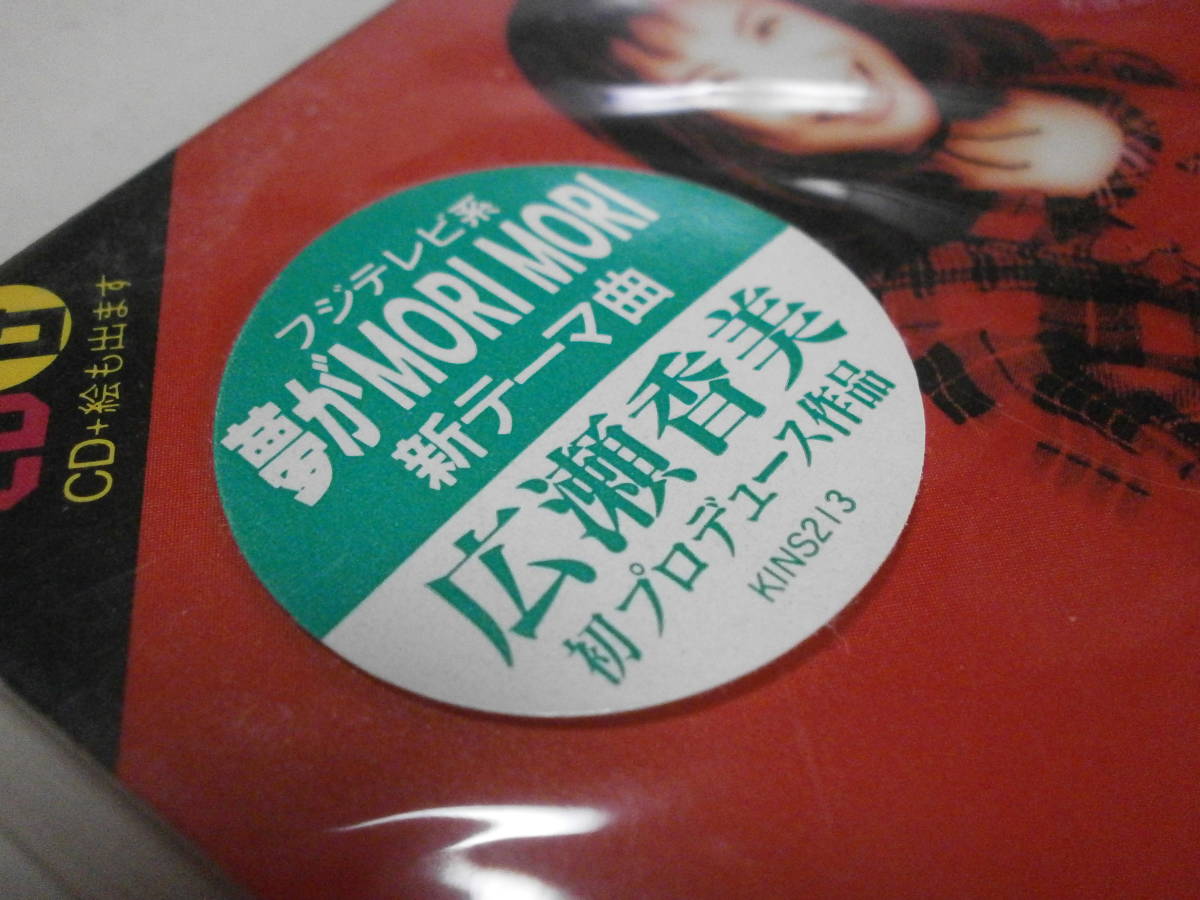 フジテレビ系
夢がMORI MORI
新テーマ曲
広瀬香美
初プロデュース作品
KINS213
CD+絵も出ます